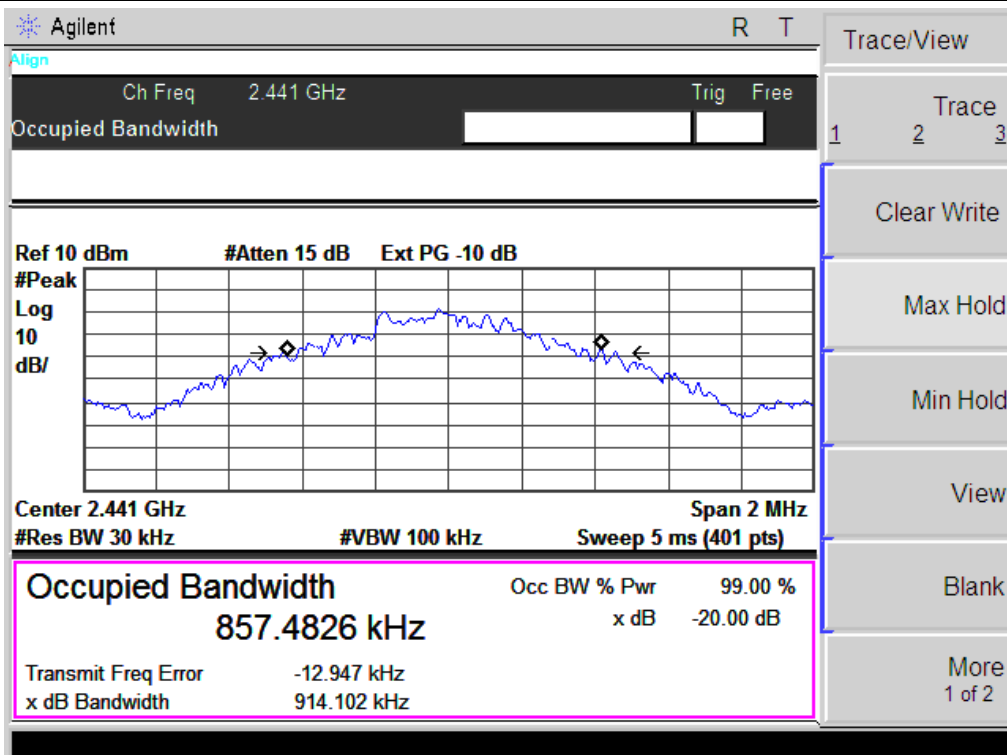 Agilent R T
Align
Ch Freq 2.441 GHz Trig Free
Occupied Bandwidth
Ref 10 dBm #Atten 15 dB Ext PG -10 dB
#Peak
Log
10
dB/
Center 2.441 GHz Span 2 MHz
#Res BW 30 kHz #VBW 100 kHz Sweep 5 ms (401 pts)
Occupied Bandwidth Occ BW % Pwr 99.00 %
857.4826 kHz x dB -20.00 dB
Transmit Freq Error -12.947 kHz
x dB Bandwidth 914.102 kHz
Trace/View
Trace
1 2 3
Clear Write
Max Hold
Min Hold
View
Blank
More
1 of 2